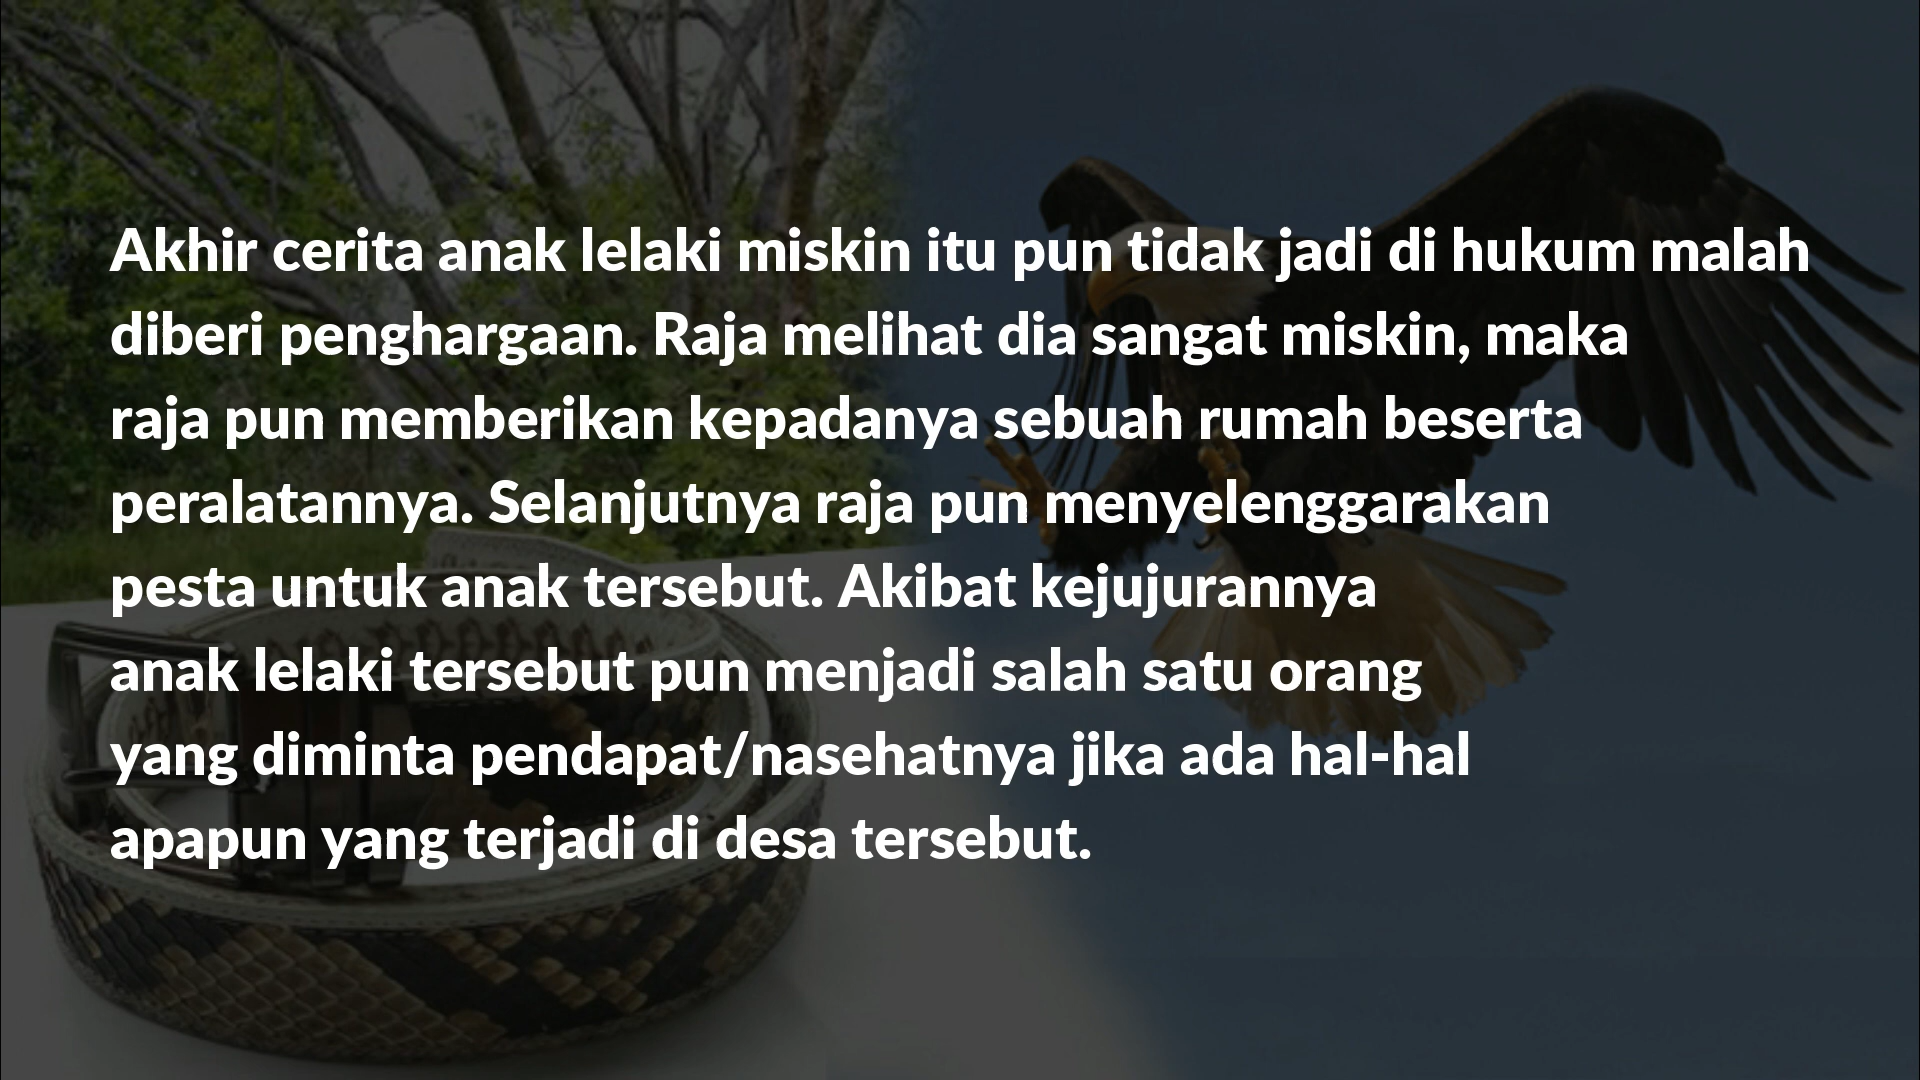 Akhir cerita anak lelaki miskin itu pun tidak jadi di hukum malah
diberi penghargaan. Raja melihat dia sangat miskin, maka
raja pun memberikan kepadanya sebuah rumah beserta
peralatannya. Selanjutnya raja pun menyelenggarakan
pesta untuk anak tersebut. Akibat kejujurannya
anak lelaki tersebut pun menjadi salah satu orang
yang diminta pendapat/nasehatnya jika ada hal-hal
apapun yang terjadi di desa tersebut.